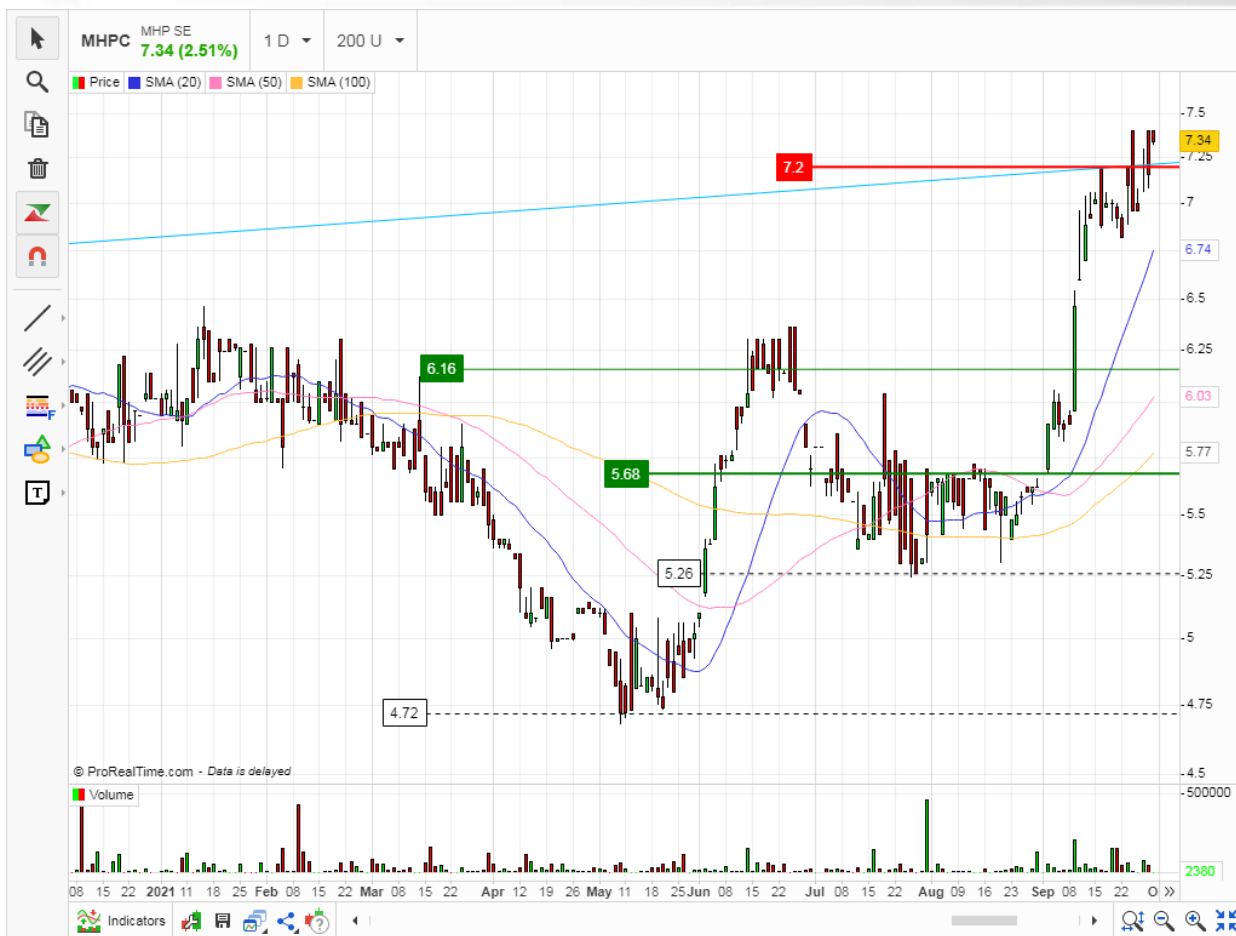 MHPC MHP SE 7.34 (2.51%) 1 D 200 U
Price SMA (20) SMA (50) SMA (100)
7.5
7.34
7.25
7.2
7
6.74
6.5
6.25
6.16
6.03
5.77
5.68
5.5
5.26
5.25
5
4.75
4.72
4.5
© ProRealTime.com - Data is delayed
Volume
500000
2380
08 15 22 2021 11 18 25 Feb 08 15 22 Mar 08 15 22 Apr 12 19 26 May 11 18 25 Jun 08 15 22 Jul 08 15 22 Aug 09 16 23 Sep 08 15 22 O »
F
T
Indicators